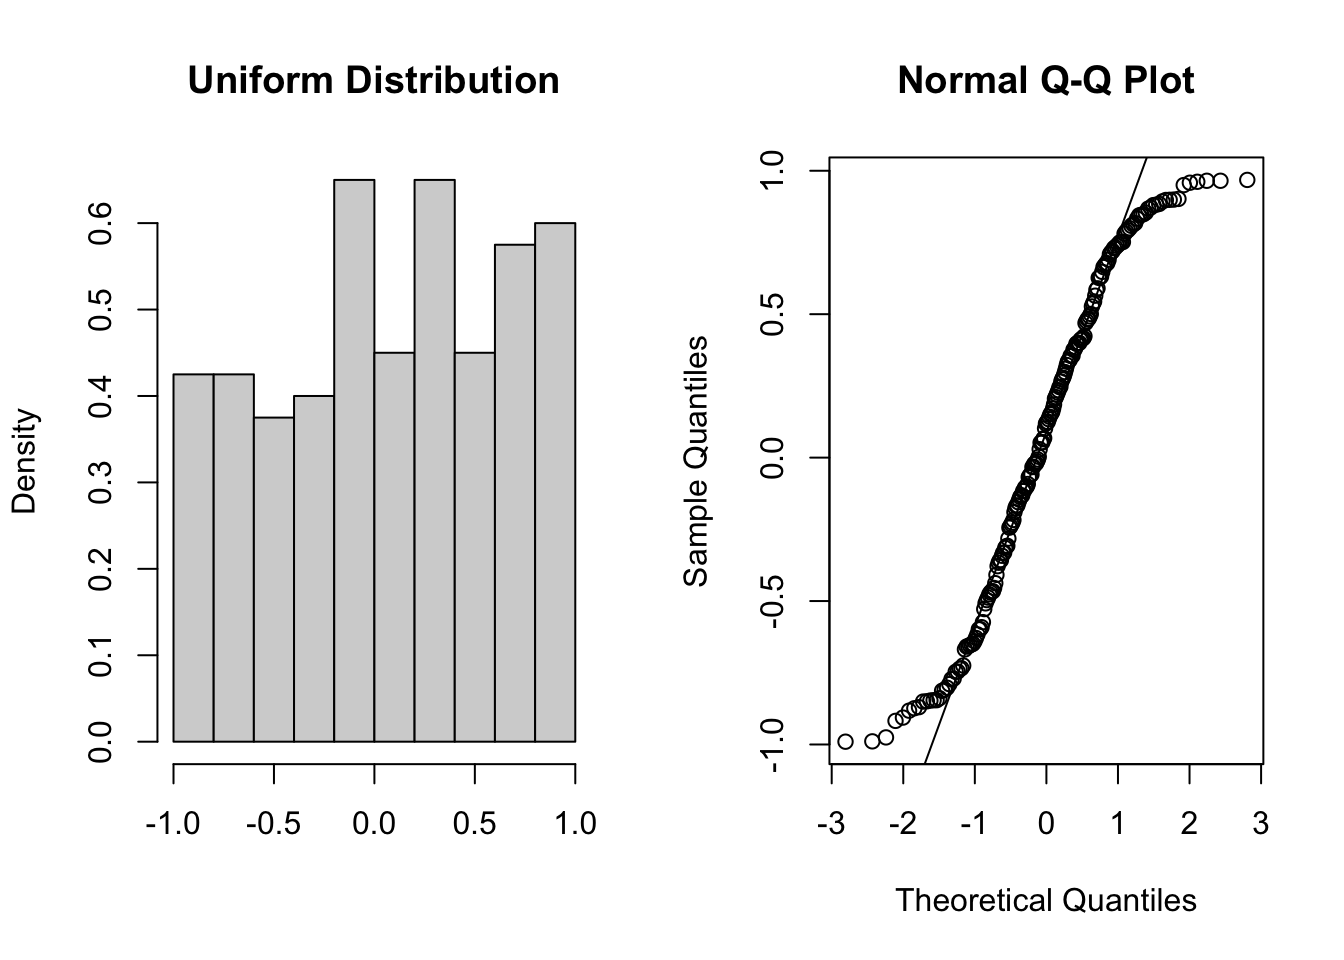 Uniform Distribution
Density
0.0 0.1 0.2 0.3 0.4 0.5 0.6
-1.0 -0.5 0.0 0.5 1.0
Normal Q-Q Plot
Sample Quantiles
-1.0 -0.5 0.0 0.5 1.0
-3 -2 -1 0 1 2 3
Theoretical Quantiles